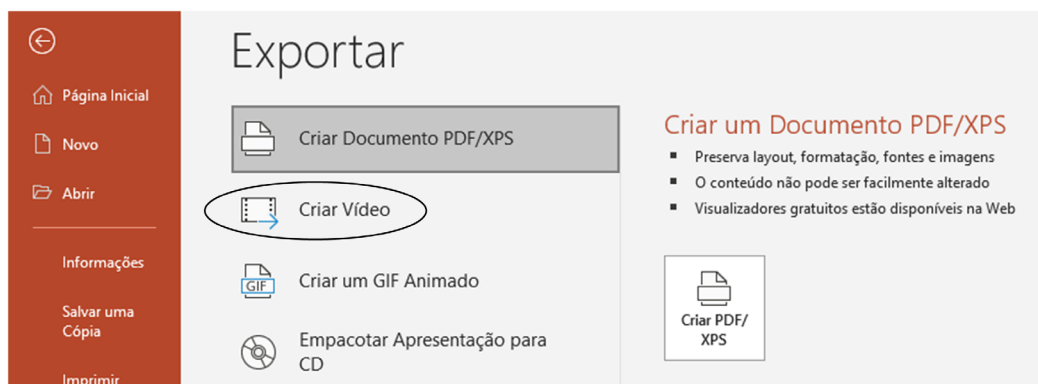 Exportar
Página Inicial
Novo
Abrir
Informações
Salvar uma
Cópia
Imprimir
Criar Documento PDF/XPS
Criar Vídeo
GIF
Criar um GIF Animado
Empacotar Apresentação para
CD
Criar um Documento PDF/XPS
Preserva layout, formatação, fontes e imagens
O conteúdo não pode ser facilmente alterado
Visualizadores gratuitos estão disponíveis na Web
Criar PDF/
XPS